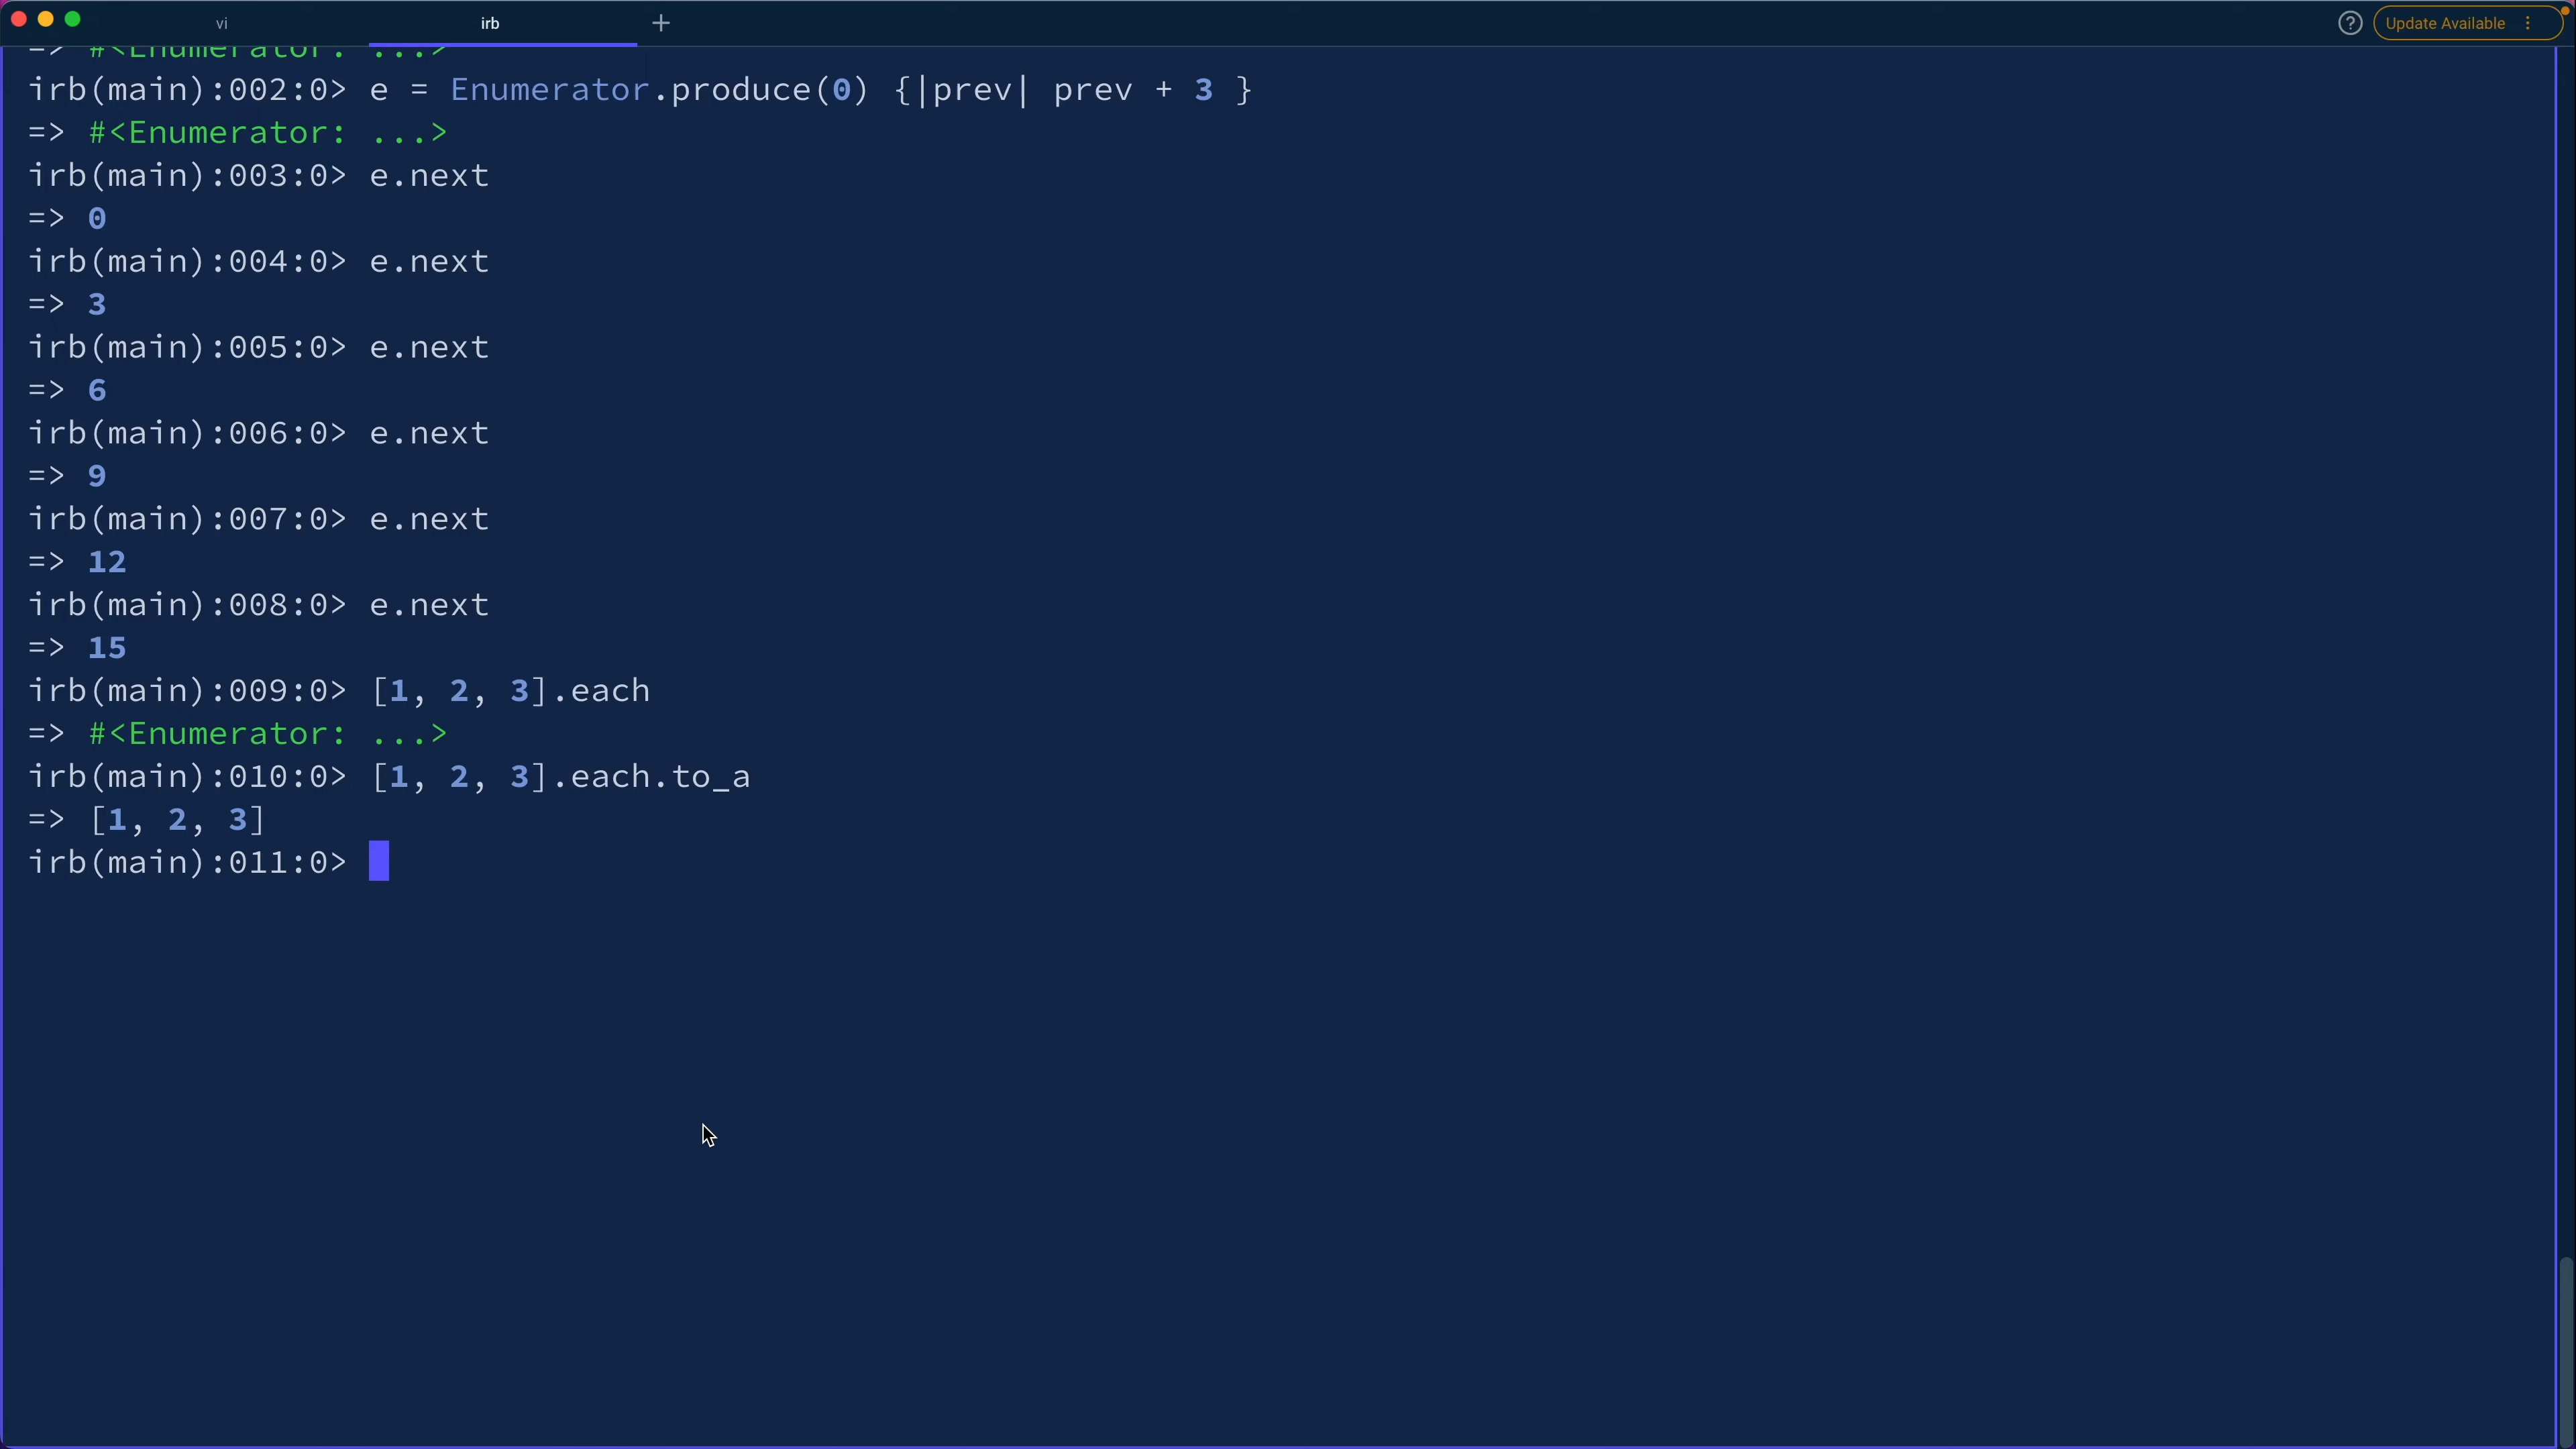 vi
irb
+
?
Update Available
=> #<Enumerator: ...>
irb(main):002:0> e = Enumerator.produce(0) {|prev| prev + 3 }
=> #<Enumerator: ...>
irb(main):003:0> e.next
=> 0
irb(main):004:0> e.next
=> 3
irb(main):005:0> e.next
=> 6
irb(main):006:0> e.next
=> 9
irb(main):007:0> e.next
=> 12
irb(main):008:0> e.next
=> 15
irb(main):009:0> [1, 2, 3].each
=> #<Enumerator: ...>
irb(main):010:0> [1, 2, 3].each.to_a
=> [1, 2, 3]
irb(main):011:0>